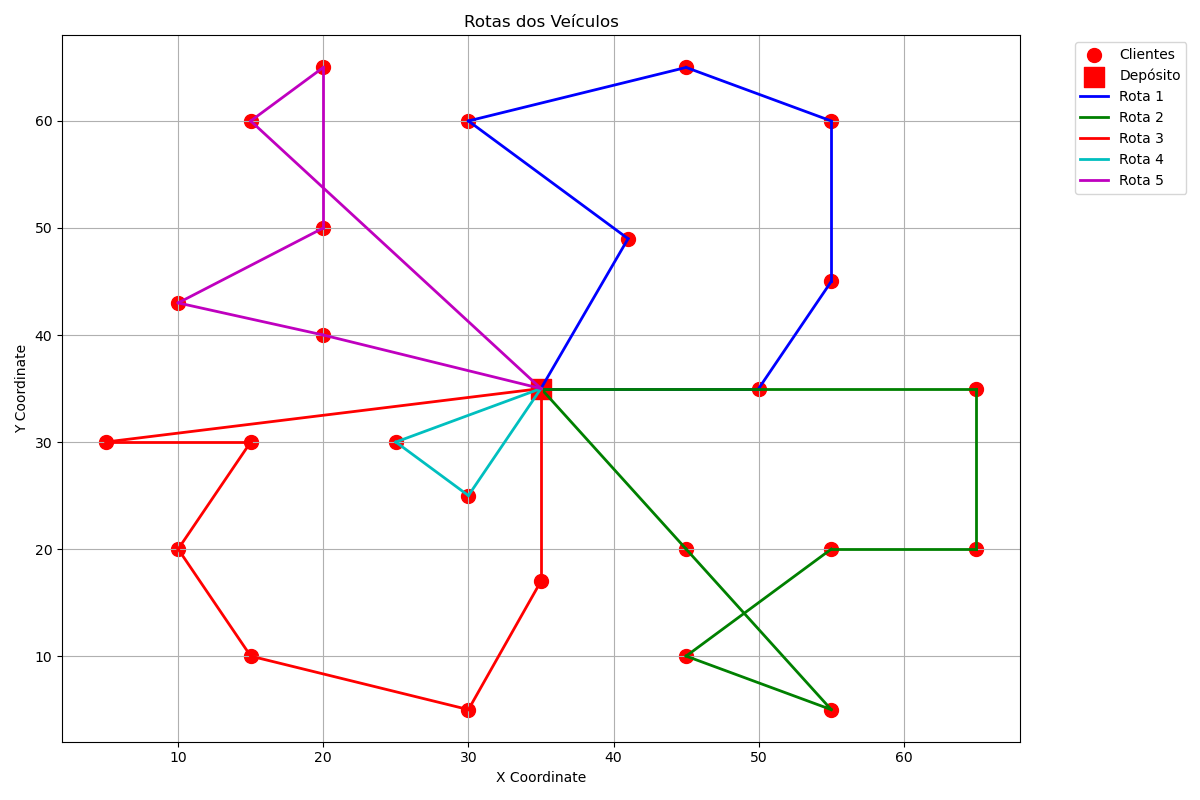 Rotas dos Veículos
Clientes
Depósito
Rota 1
Rota 2
Rota 3
Rota 4
Rota 5
Y Coordinate
60
50
40
30
20
10
10
20
30
40
50
60
X Coordinate